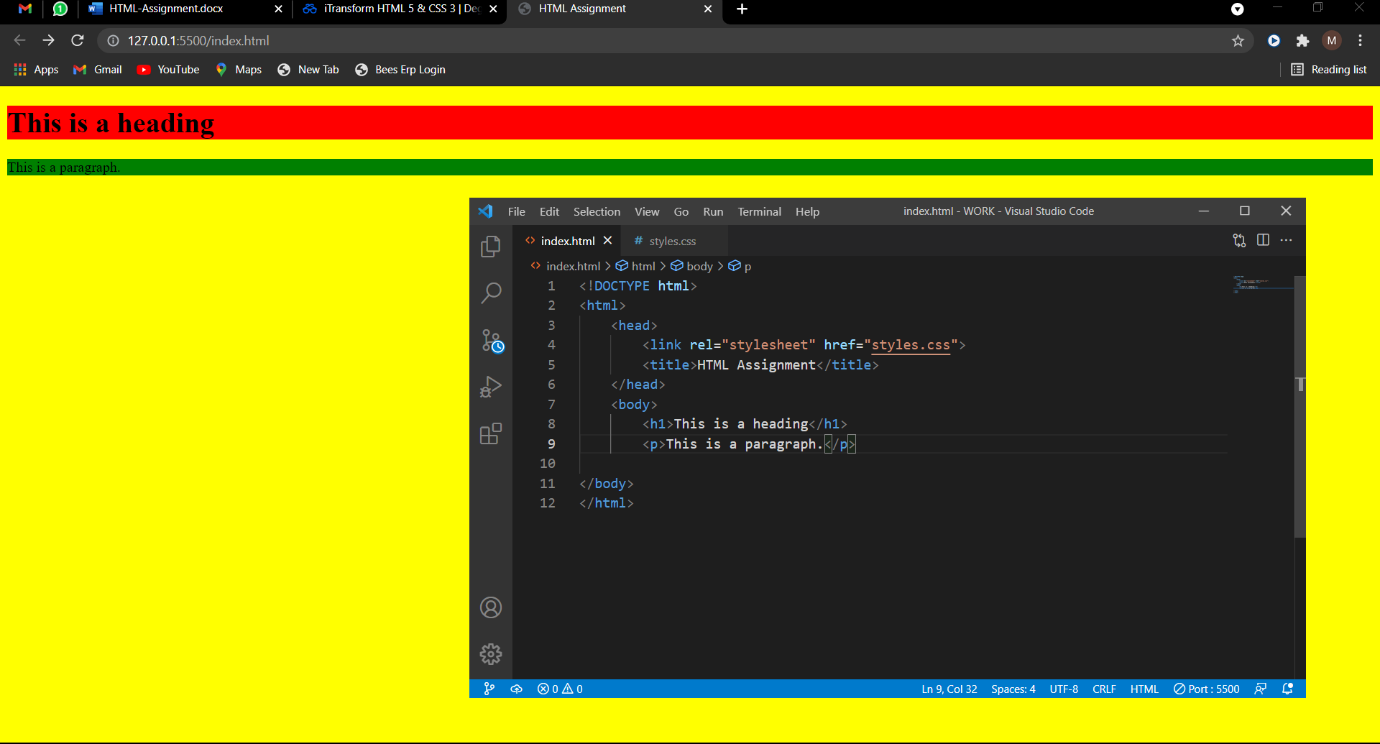 HTML-Assignment.docx iTransform HTML 5 & CSS 3 | De HTML Assignment
127.0.0.1:5500/index.html M
Apps Gmail YouTube Maps New Tab Bees Erp Login Reading list
This is a heading
This is a paragraph.
File Edit Selection View Go Run Terminal Help index.html - WORK - Visual Studio Code
index.html # styles.css
index.html > html > body > p
1 <!DOCTYPE html>
2 <html>
3 <head>
4 <link rel="stylesheet" href="styles.css">
5 <title>HTML Assignment</title>
6 </head>
7 <body>
8 <h1>This is a heading</h1>
9 <p>This is a paragraph.</p>
10
11 </body>
12 </html>
0 0 Ln 9, Col 32 Spaces: 4 UTF-8 CRLF HTML Port : 5500